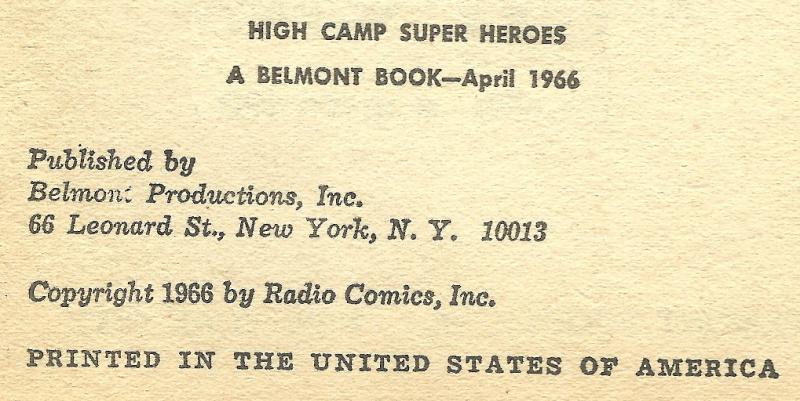 HIGH CAMP SUPER HEROES
A BELMONT BOOK—April 1966
Published by
Belmont Productions, Inc.
66 Leonard St., New York, N. Y. 10013
Copyright 1966 by Radio Comics, Inc.
PRINTED IN THE UNITED STATES OF AMERICA